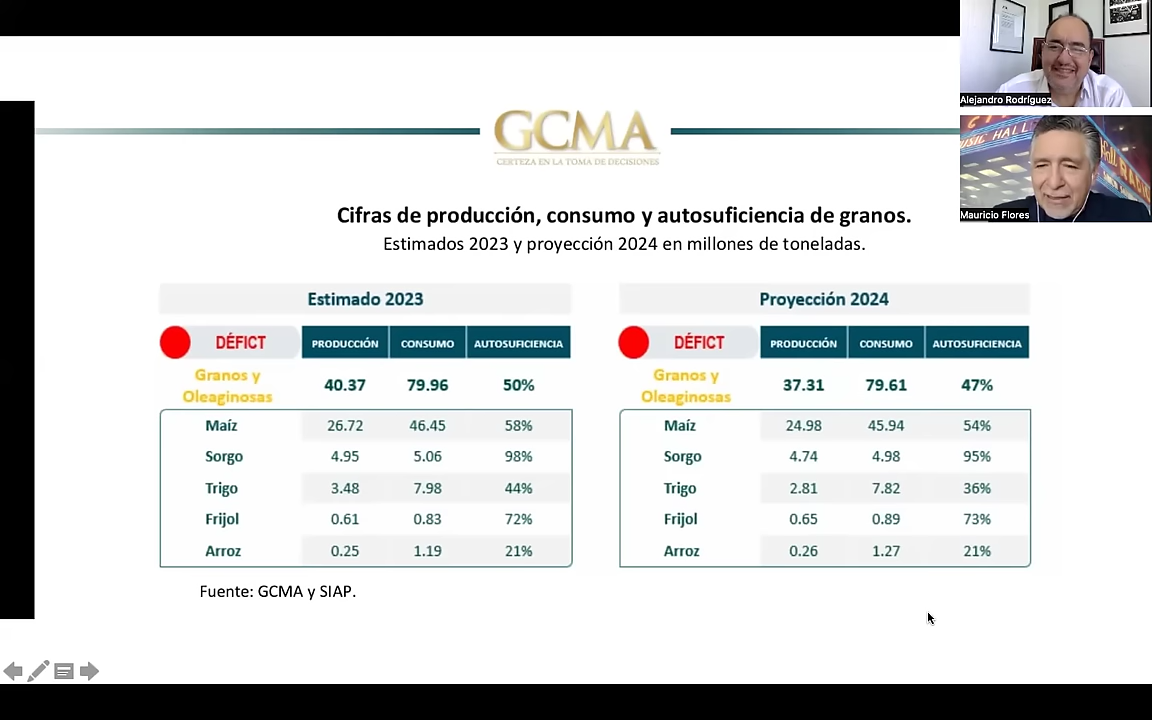 Alejandro Rodríguez
MUSIC HALL
Mauricio Flores
GCMA
CERTEZA EN LA TOMA DE DECISIONES
Cifras de producción, consumo y autosuficiencia de granos.
Estimados 2023 y proyección 2024 en millones de toneladas.
Estimado 2023
DÉFICT PRODUCCIÓN CONSUMO AUTOSUFICIENCIA
Granos y
Oleaginosas 40.37 79.96 50%
Maíz 26.72 46.45 58%
Sorgo 4.95 5.06 98%
Trigo 3.48 7.98 44%
Frijol 0.61 0.83 72%
Arroz 0.25 1.19 21%
Proyección 2024
DÉFICT PRODUCCIÓN CONSUMO AUTOSUFICIENCIA
Granos y
Oleaginosas 37.31 79.61 47%
Maíz 24.98 45.94 54%
Sorgo 4.74 4.98 95%
Trigo 2.81 7.82 36%
Frijol 0.65 0.89 73%
Arroz 0.26 1.27 21%
Fuente: GCMA y SIAP.